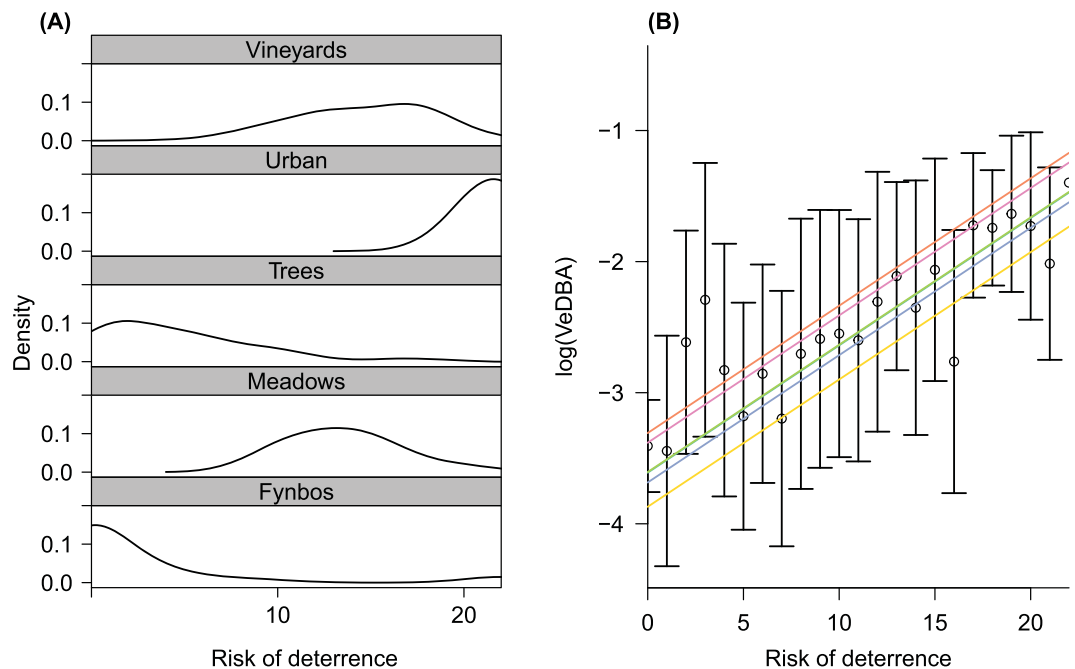 (A)
Vineyards
0.1
0.0
Urban
0.1
0.0
Trees
0.1
0.0
Meadows
0.1
0.0
Fynbos
0.1
0.0
Density
10 20
Risk of deterrence
(B)
−1
−2
−3
−4
log(VeDBA)
0 5 10 15 20
Risk of deterrence